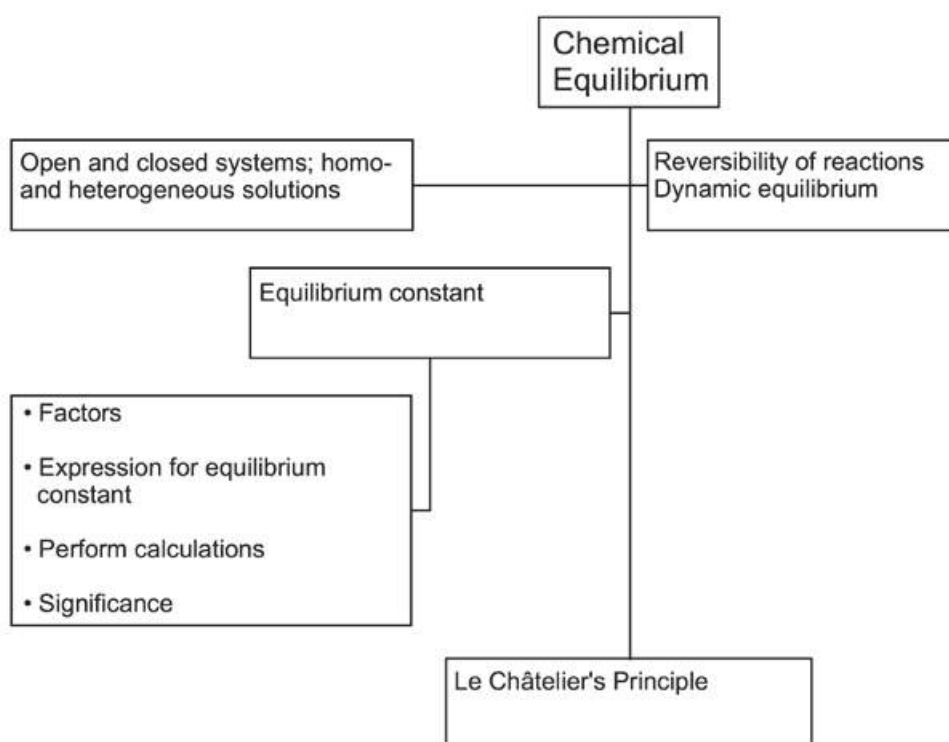 Chemical
Equilibrium
Open and closed systems; homo-
and heterogeneous solutions
Reversibility of reactions
Dynamic equilibrium
Equilibrium constant
• Factors
• Expression for equilibrium
constant
• Perform calculations
• Significance
Le Châtelier's Principle